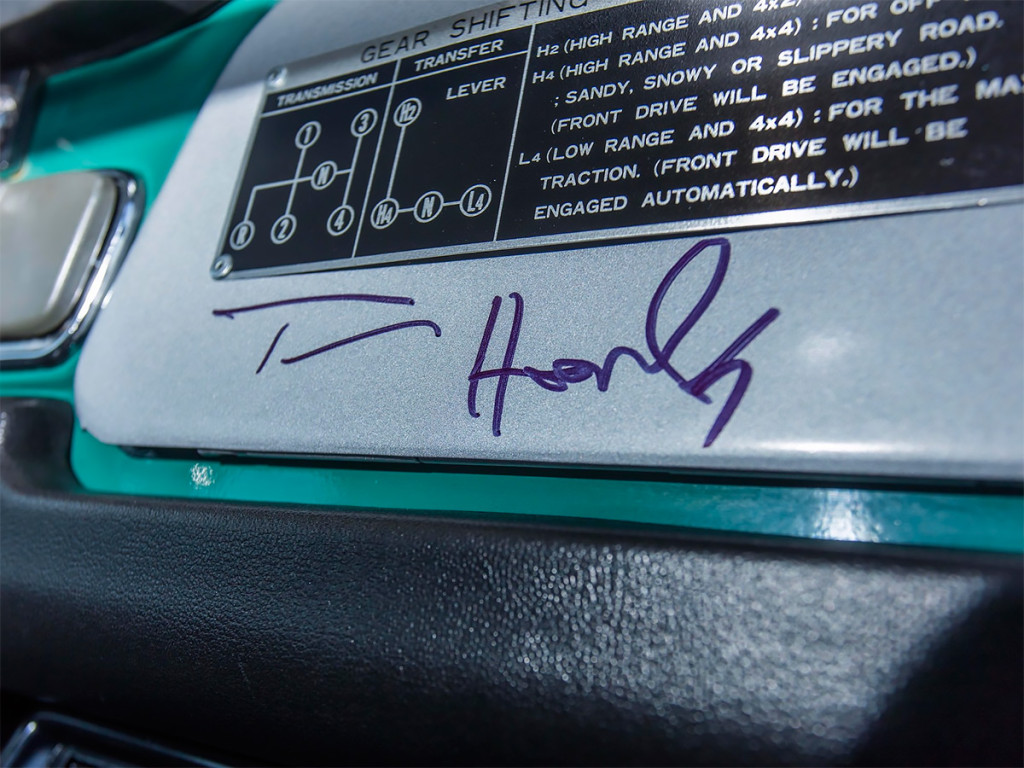 GEAR SHIFTING
TRANSMISSION
TRANSFER
LEVER
1
3
N
R
2
4
H2
H4
N
L4
H2 (HIGH RANGE AND 4x2)
H4 (HIGH RANGE AND 4x4) : FOR
: SANDY, SNOWY OR SLIPPERY ROAD.
(FRONT DRIVE WILL BE ENGAGED.)
L4 (LOW RANGE AND 4x4) : FOR THE
TRACTION. (FRONT DRIVE WILL BE
ENGAGED AUTOMATICALLY.)